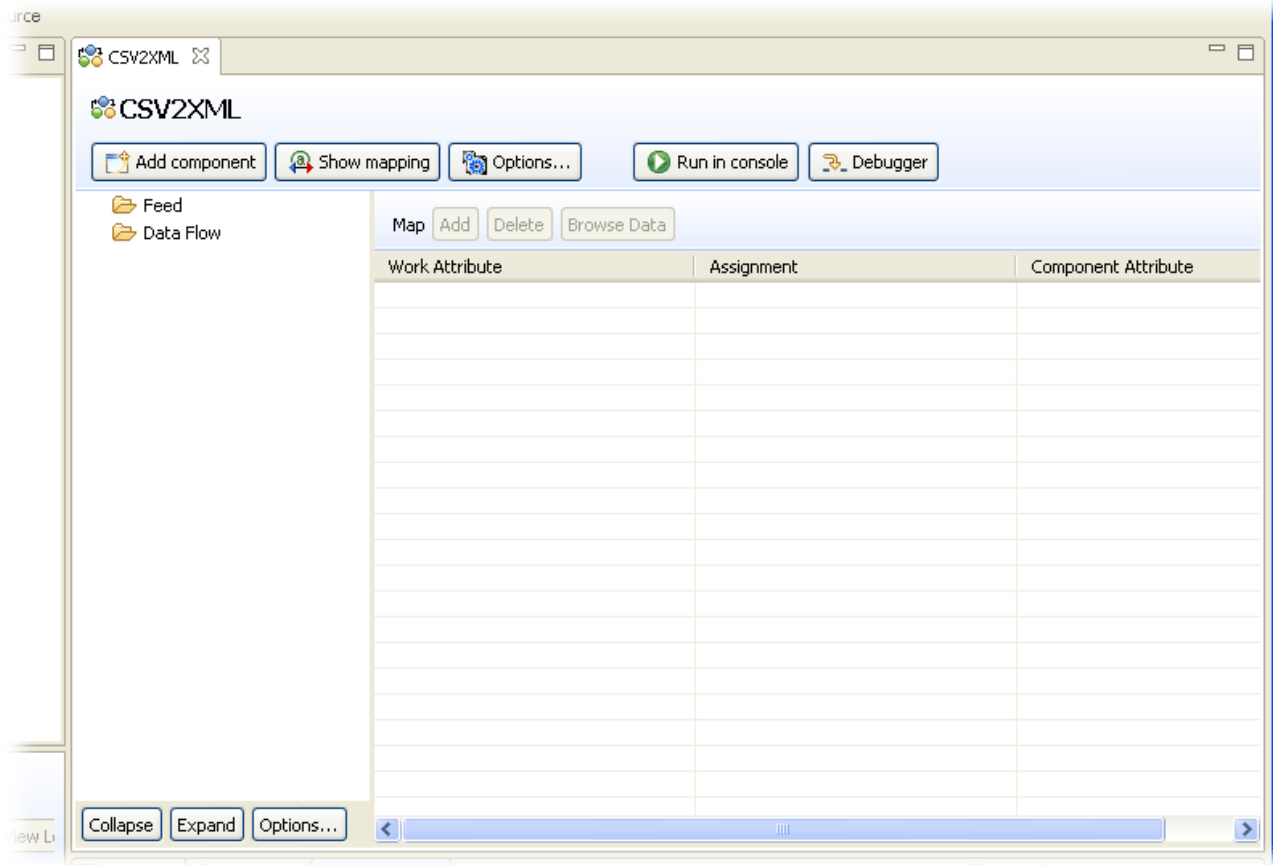 CSV2XML
CSV2XML
Add component Show mapping Options... Run in console Debugger
Feed
Data Flow
Map Add Delete Browse Data
Work Attribute Assignment Component Attribute
Collapse Expand Options...